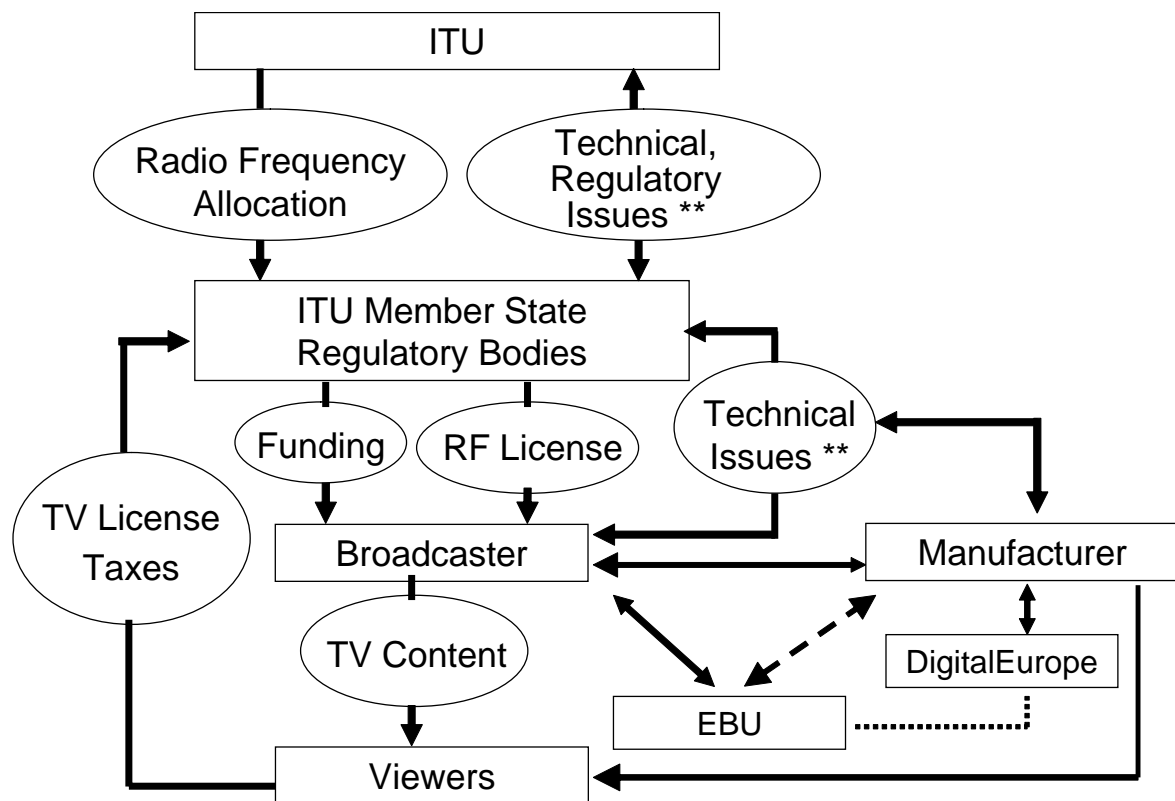 ITU
Radio Frequency
Allocation
Technical,
Regulatory
Issues **
ITU Member State
Regulatory Bodies
Funding
RF License
Technical
Issues **
TV License
Taxes
Broadcaster
Manufacturer
TV Content
DigitalEurope
EBU
Viewers